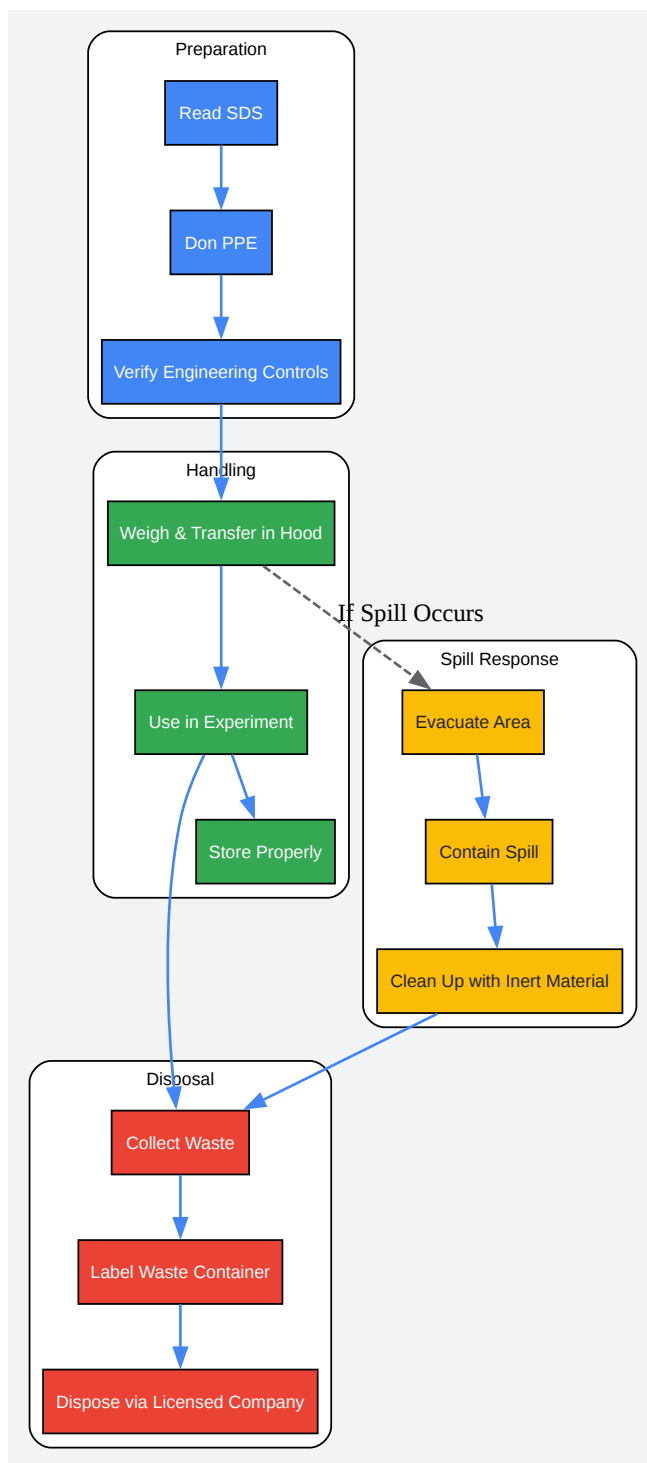 Preparation
Read SDS
Don PPE
Verify Engineering Controls
Handling
Weigh & Transfer in Hood
If Spill Occurs
Spill Response
Use in Experiment
Evacuate Area
Store Properly
Contain Spill
Clean Up with Inert Material
Disposal
Collect Waste
Label Waste Container
Dispose via Licensed Company